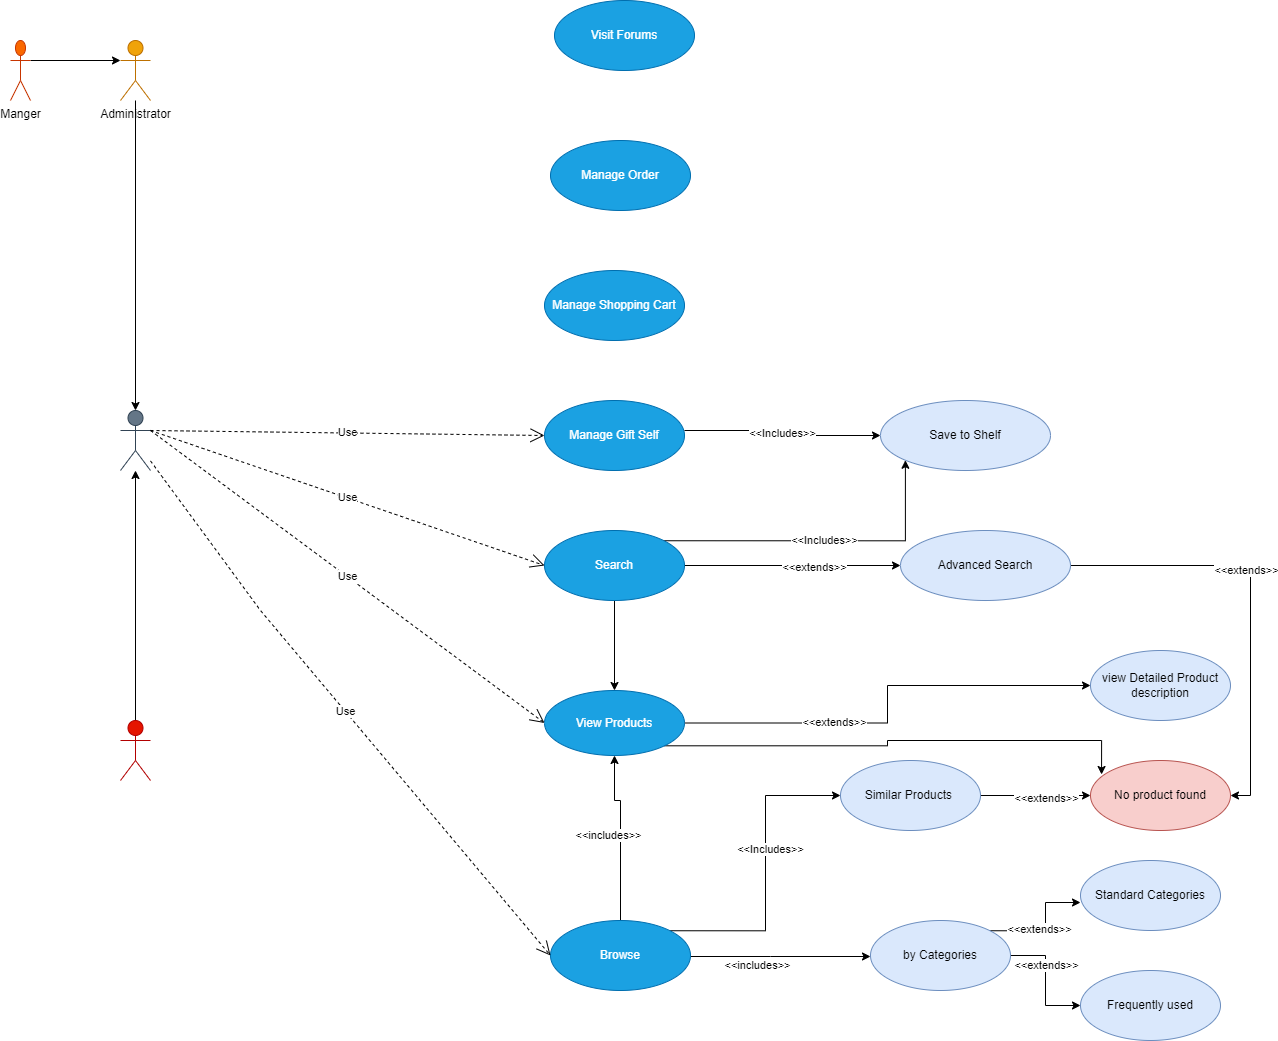 Visit Forums
Manger
Administrator
Manage Order
Manage Shopping Cart
Use
Manage Gift Self
<<Includes>>
Save to Shelf
Use
<<Includes>>
Search
<<extends>>
Advanced Search
<<extends>>
Use
view Detailed Product
description
View Products
<<extends>>
Use
Similar Products
<<extends>>
No product found
<<includes>>
<<Includes>>
Standard Categories
<<extends>>
Browse
<<includes>>
by Categories
<<extends>>
Frequently used